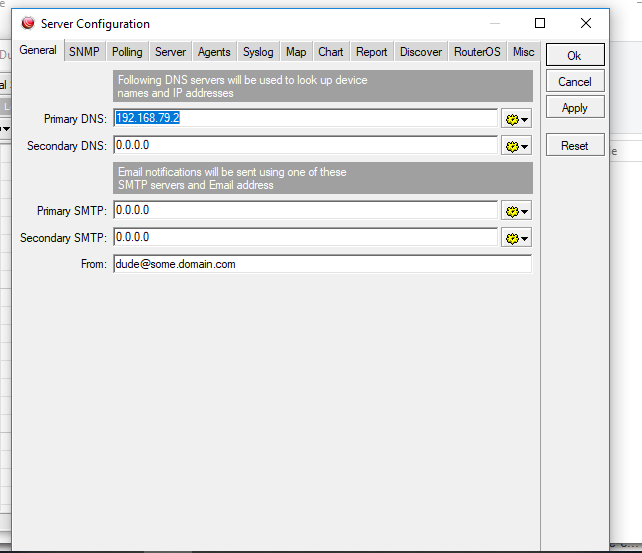 Server Configuration
General SNMP Polling Server Agents Syslog Map Chart Report Discover RouterOS Misc
Ok
Cancel
Apply
Reset
Following DNS servers will be used to look up device
names and IP addresses
Primary DNS: 192.168.79.2
Secondary DNS: 0.0.0.0
Email notifications will be sent using one of these
SMTP servers and Email address
Primary SMTP: 0.0.0.0
Secondary SMTP: 0.0.0.0
From: dude@some.domain.com